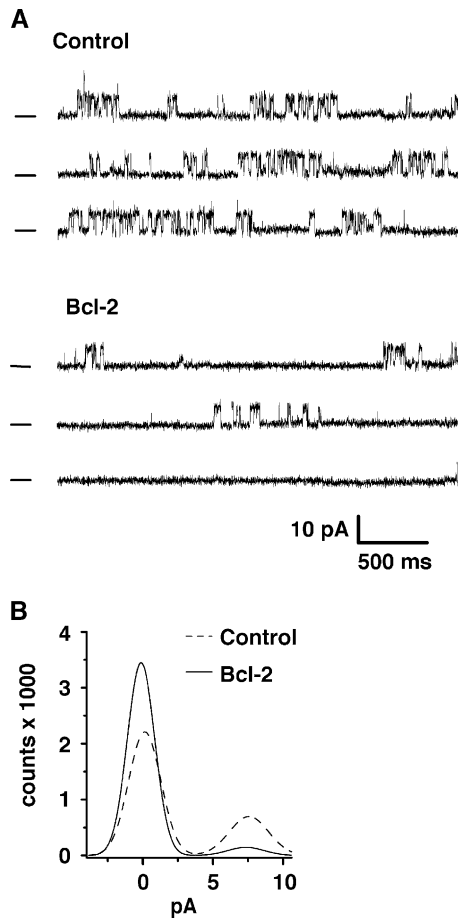 A
Control
Bcl-2
10 pA
500 ms
B
Control
Bcl-2
counts x 1000
4
3
2
1
0
0 5 10
pA